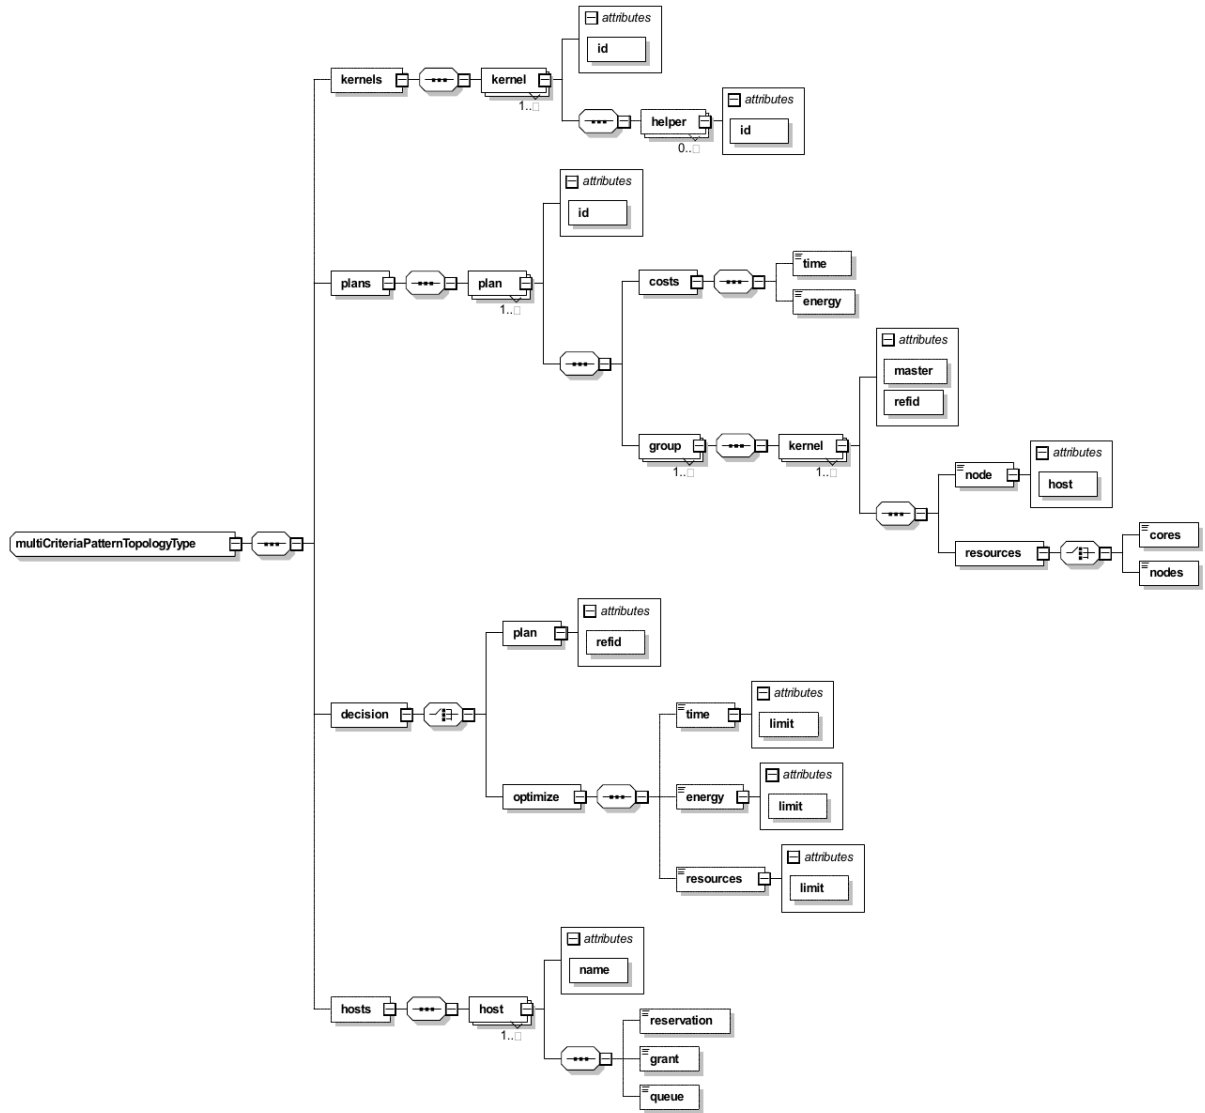 attributes
id
kernels
kernel
1..
attributes
helper
id
0..
attributes
id
plans
plan
1..
costs
time
energy
attributes
master
refid
group
1..
kernel
1..
attributes
node
host
multiCriteriaPatternTopologyType
resources
cores
nodes
attributes
plan
refid
attributes
decision
time
limit
attributes
optimize
energy
limit
attributes
resources
limit
attributes
name
hosts
host
1..
reservation
grant
queue